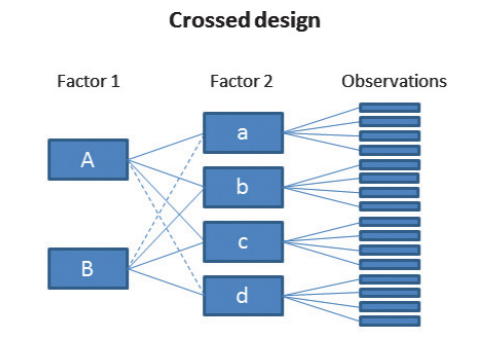 Crossed design
Factor 1 Factor 2 Observations
a
A
b
c
B
d